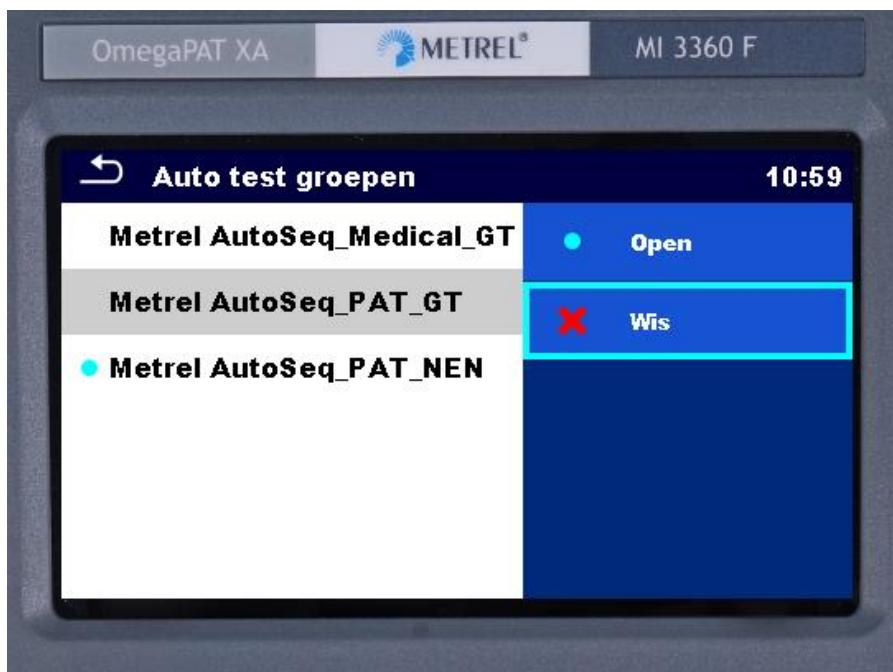 OmegaPAT XA METREL® MI 3360 F
Auto test groepen 10:59
Metrel AutoSeq_Medical_GT
Metrel AutoSeq_PAT_GT
Metrel AutoSeq_PAT_NEN
Open
Wis